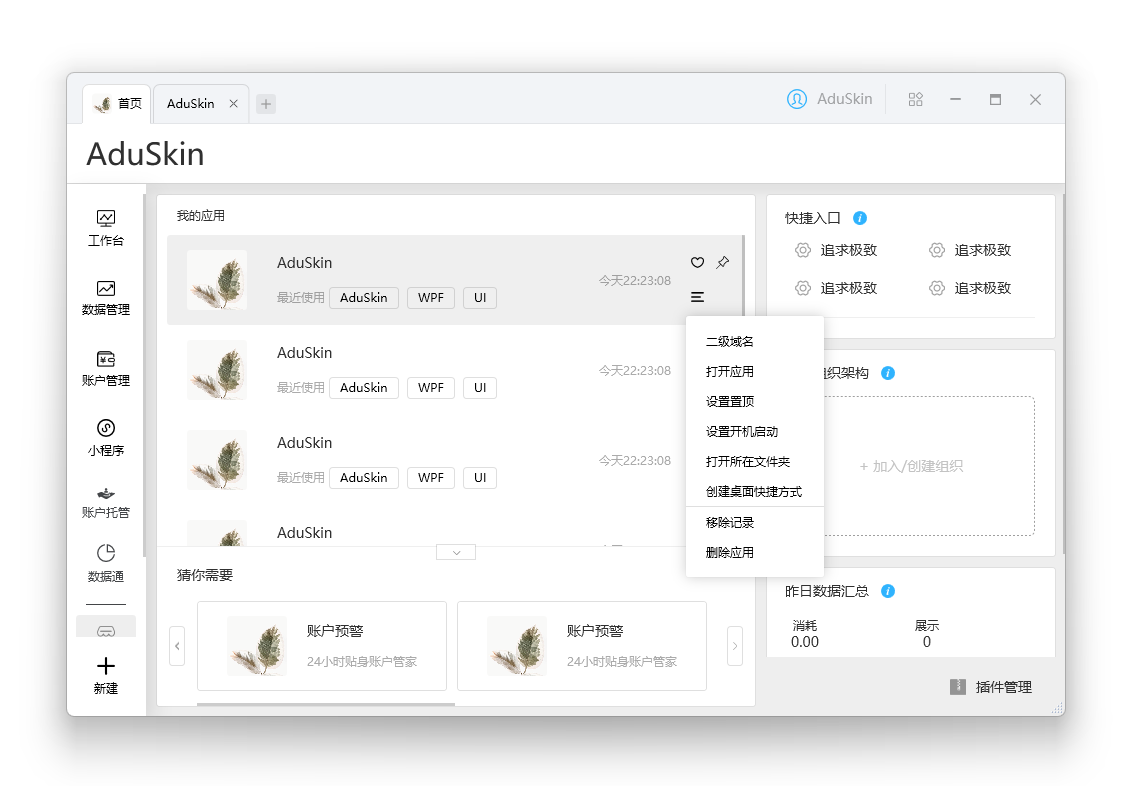 首页
AduSkin
AduSkin
AduSkin
工作台
数据管理
账户管理
小程序
账户托管
数据通
新建
我的应用
AduSkin
最近使用 AduSkin WPF UI
今天22:23:08
AduSkin
最近使用 AduSkin WPF UI
今天22:23:08
AduSkin
最近使用 AduSkin WPF UI
今天22:23:08
AduSkin
二级域名
打开应用
设置置顶
设置开机启动
打开所在文件夹
创建桌面快捷方式
移除记录
删除应用
猜你需要
账户预警
24小时贴身账户管家
账户预警
24小时贴身账户管家
快捷入口
追求极致 追求极致
追求极致 追求极致
织架构
+ 加入/创建组织
昨日数据汇总
消耗 展示
0.00 0
插件管理